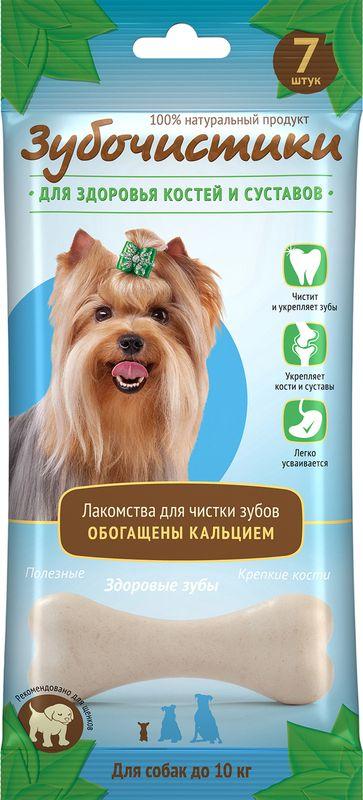 7
штук
100% натуральный продукт
Зубочистики
• ДЛЯ ЗДОРОВЬЯ КОСТЕЙ И СУСТАВОВ •
Чистит
и укрепляет зубы
Укрепляет
кости и суставы
Легко
усваивается
Лакомства для чистки зубов
ОБОГАЩЕНЫ КАЛЬЦИЕМ
Полезные
Здоровые зубы
Крепкие кости
Рекомендовано для щенков
Для собак до 10 кг